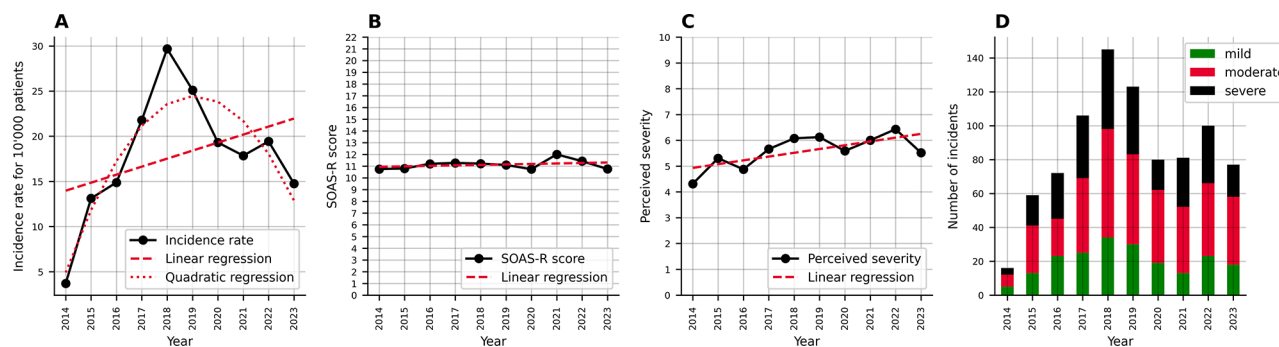 A
Incidence rate for 10'000 patients
30
25
20
15
10
5
Incidence rate
Linear regression
Quadratic regression
2014 2015 2016 2017 2018 2019 2020 2021 2022 2023
Year
B
SOAS-R score
22
21
20
19
18
17
16
15
14
13
12
11
10
9
8
7
6
5
4
3
2
1
0
SOAS-R score
Linear regression
2014 2015 2016 2017 2018 2019 2020 2021 2022 2023
Year
C
Perceived severity
10
9
8
7
6
5
4
3
2
1
0
Perceived severity
Linear regression
2014 2015 2016 2017 2018 2019 2020 2021 2022 2023
Year
D
Number of incidents
140
120
100
80
60
40
20
0
mild
moderate
severe
2014 2015 2016 2017 2018 2019 2020 2021 2022 2023
Year